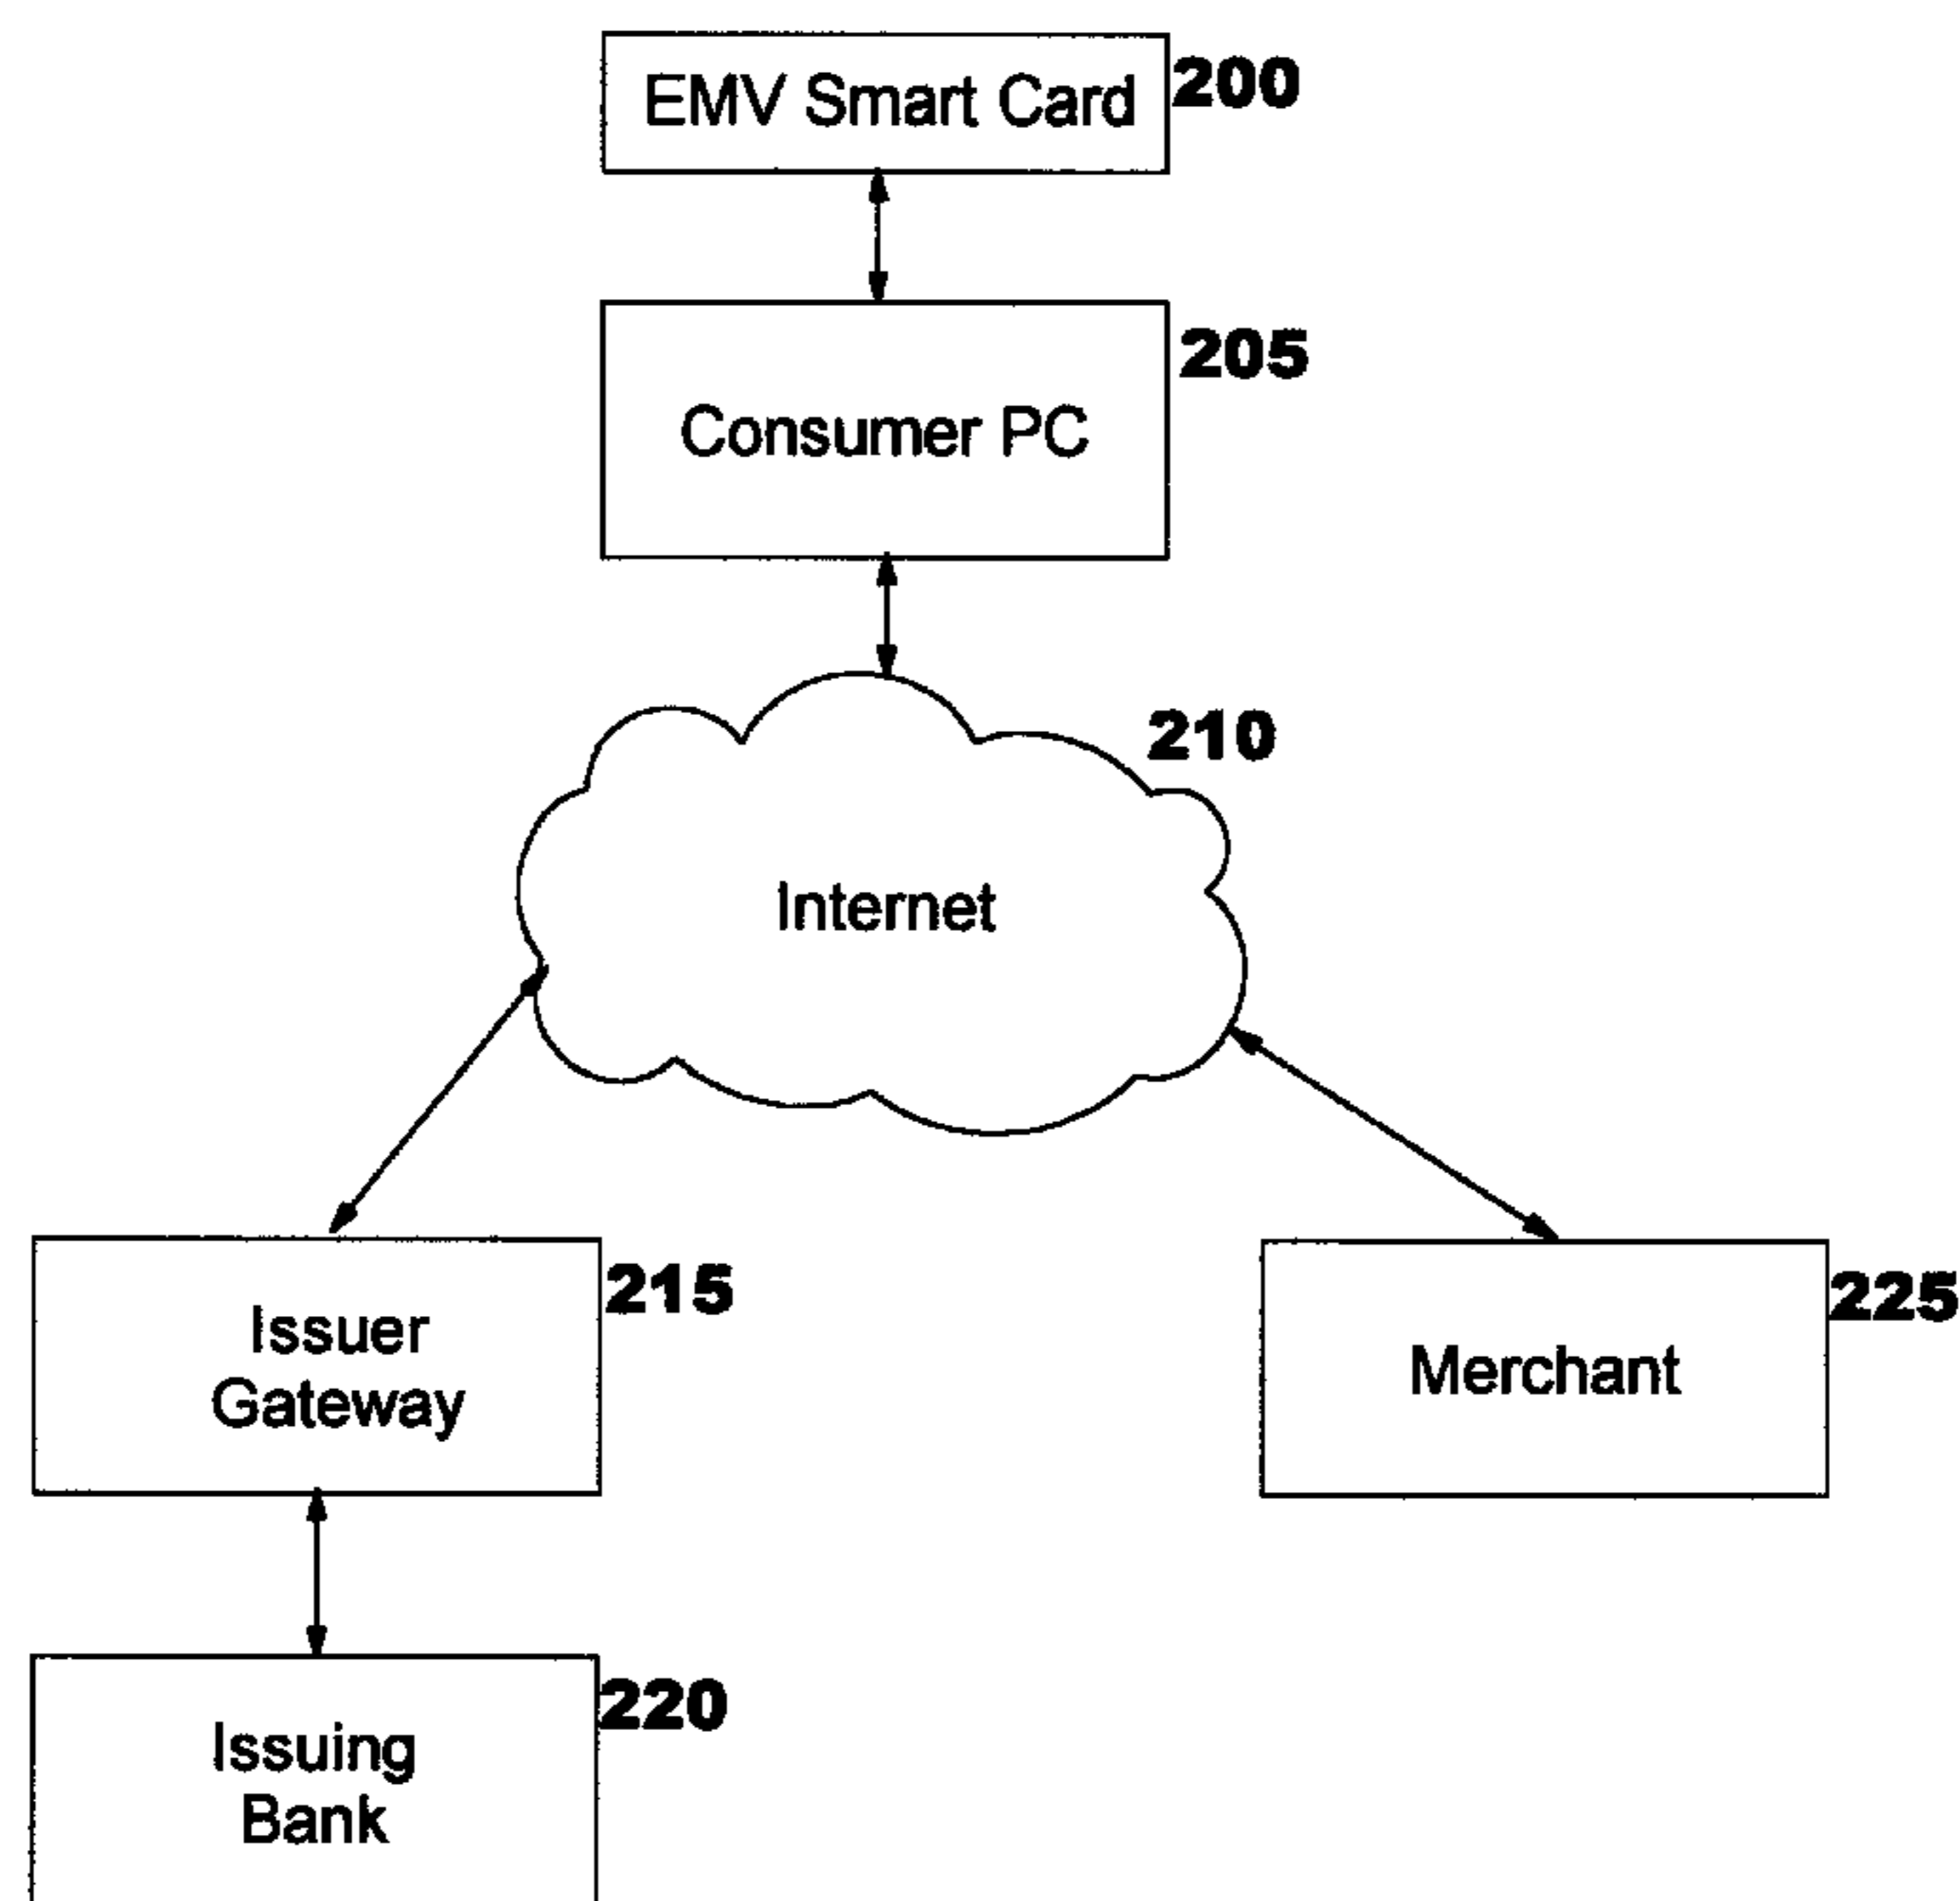 EMV Smart Card 200
205
Consumer PC
210
Internet
215
Issuer
Gateway
225
Merchant
220
Issuing
Bank